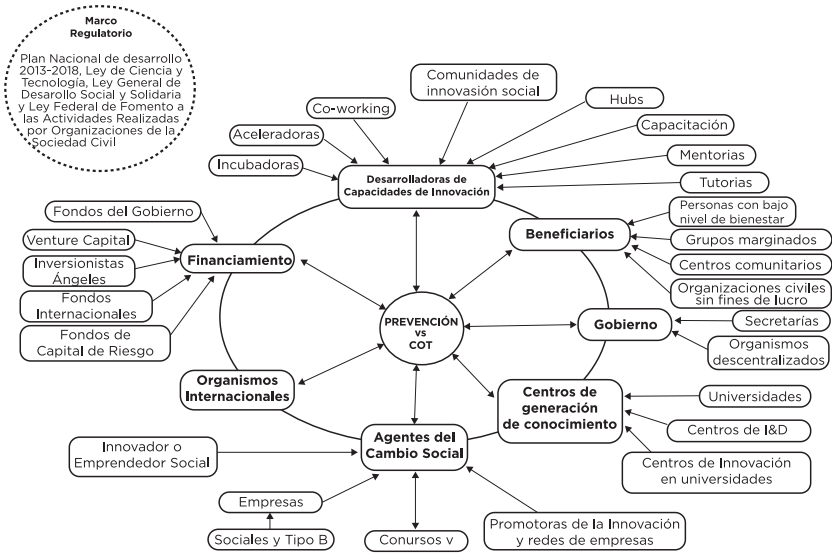 Marco
Regulatorio
Plan Nacional de desarrollo
2013-2018, Ley de Ciencia y
Tecnología, Ley General de
Desarollo Social y Solidaria
y Ley Federal de Fomento a
las Actividades Realizadas
por Organizaciones de la
Sociedad Civil
Comunidades de
innovasión social
Co-working
Hubs
Aceleradoras
Capacitación
Incubadoras
Mentorias
Tutorias
Desarrolladoras de
Capacidades de Innovación
Fondos del Gobierno
Venture Capital
Inversionistas
Ángeles
Fondos
Internacionales
Fondos de
Capital de Riesgo
Financiamiento
Beneficiarios
Personas con bajo
nivel de bienestar
Grupos marginados
Centros comunitarios
Organizaciones civiles
sin fines de lucro
PREVENCIÓN
vs
COT
Gobierno
Secretarías
Organismos
descentralizados
Organismos
Internacionales
Centros de
generación
de conocimiento
Universidades
Centros de I&D
Centros de Innovación
en universidades
Agentes del
Cambio Social
Innovador o
Emprendedor Social
Empresas
Sociales y Tipo B
Conursos v
Promotoras de la Innovación
y redes de empresas